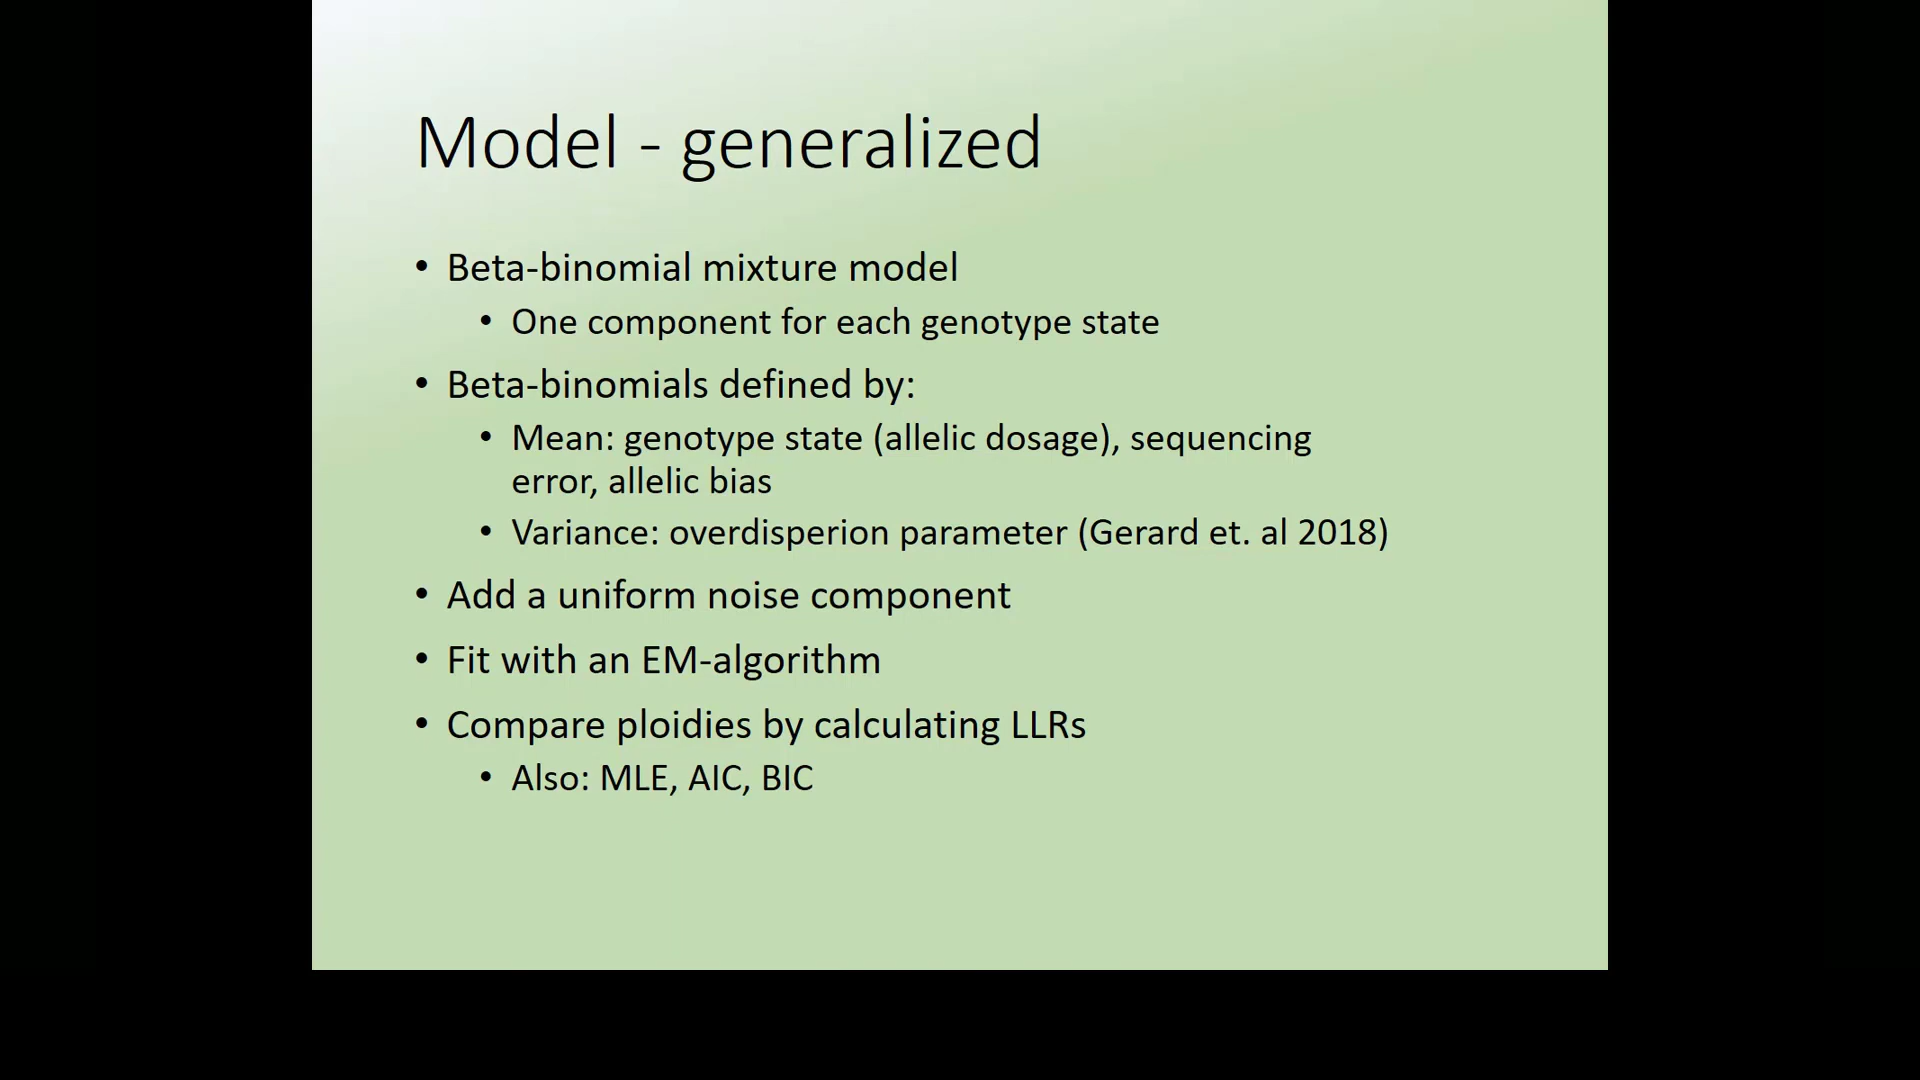 Model - generalized
• Beta-binomial mixture model
• One component for each genotype state
• Beta-binomials defined by:
• Mean: genotype state (allelic dosage), sequencing
error, allelic bias
• Variance: overdisperion parameter (Gerard et. al 2018)
• Add a uniform noise component
• Fit with an EM-algorithm
• Compare ploidies by calculating LLRs
• Also: MLE, AIC, BIC